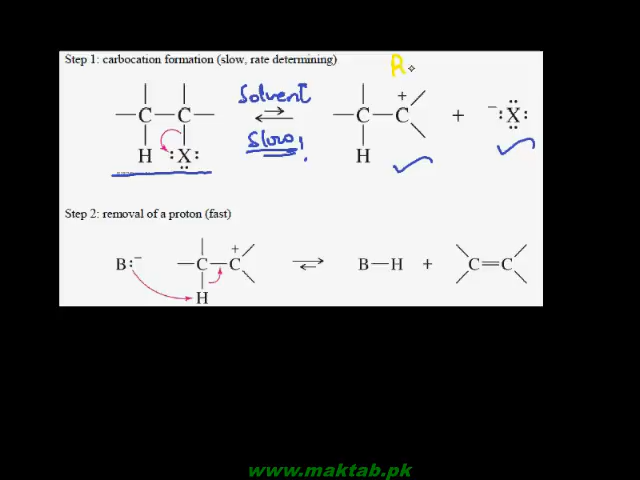 Step 1: carbocation formation (slow, rate determining)
R
Solvent
Slow!
– C – C –
H :X:
– C – C +
H
+ – :X:
Step 2: removal of a proton (fast)
B: –
– C – C +
H
B — H + C = C
www.maktab.pk